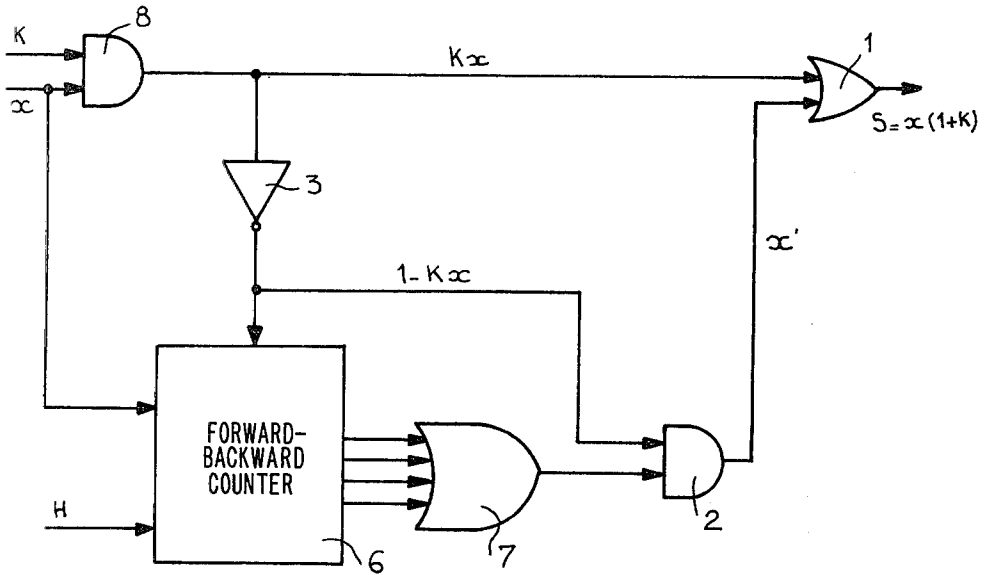 8
K
x
Kx
1
S=x(1+K)
3
x'
1-Kx
FORWARD-
BACKWARD
COUNTER
H
2
7
6